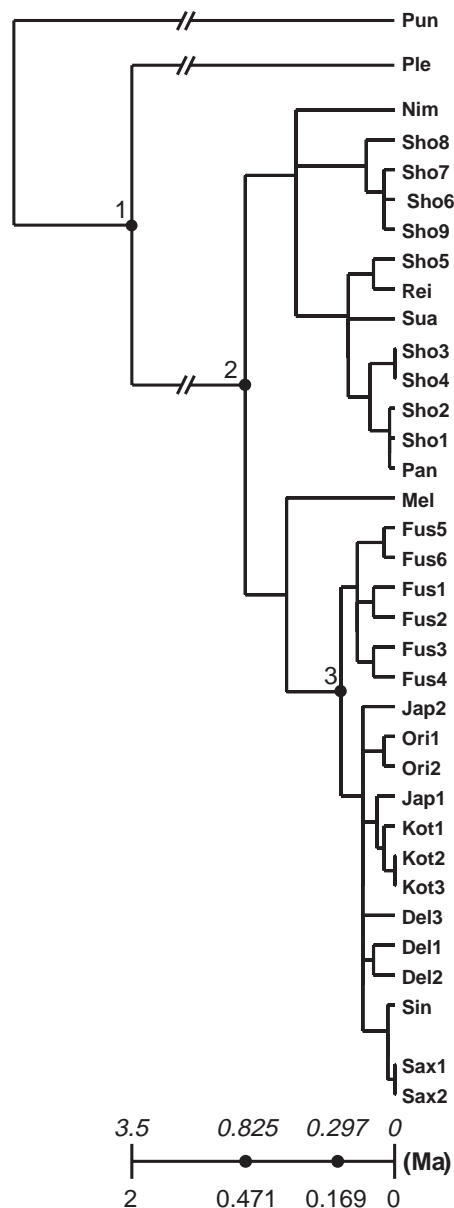 Pun
Ple
Nim
Sho8
Sho7
Sho6
Sho9
1
Sho5
Rei
Sua
Sho3
2
Sho4
Sho2
Sho1
Pan
Mel
Fus5
Fus6
Fus1
Fus2
Fus3
3
Fus4
Jap2
Ori1
Ori2
Jap1
Kot1
Kot2
Kot3
Del3
Del1
Del2
Sin
Sax1
Sax2
3.5 0.825 0.297 0
(Ma)
2 0.471 0.169 0